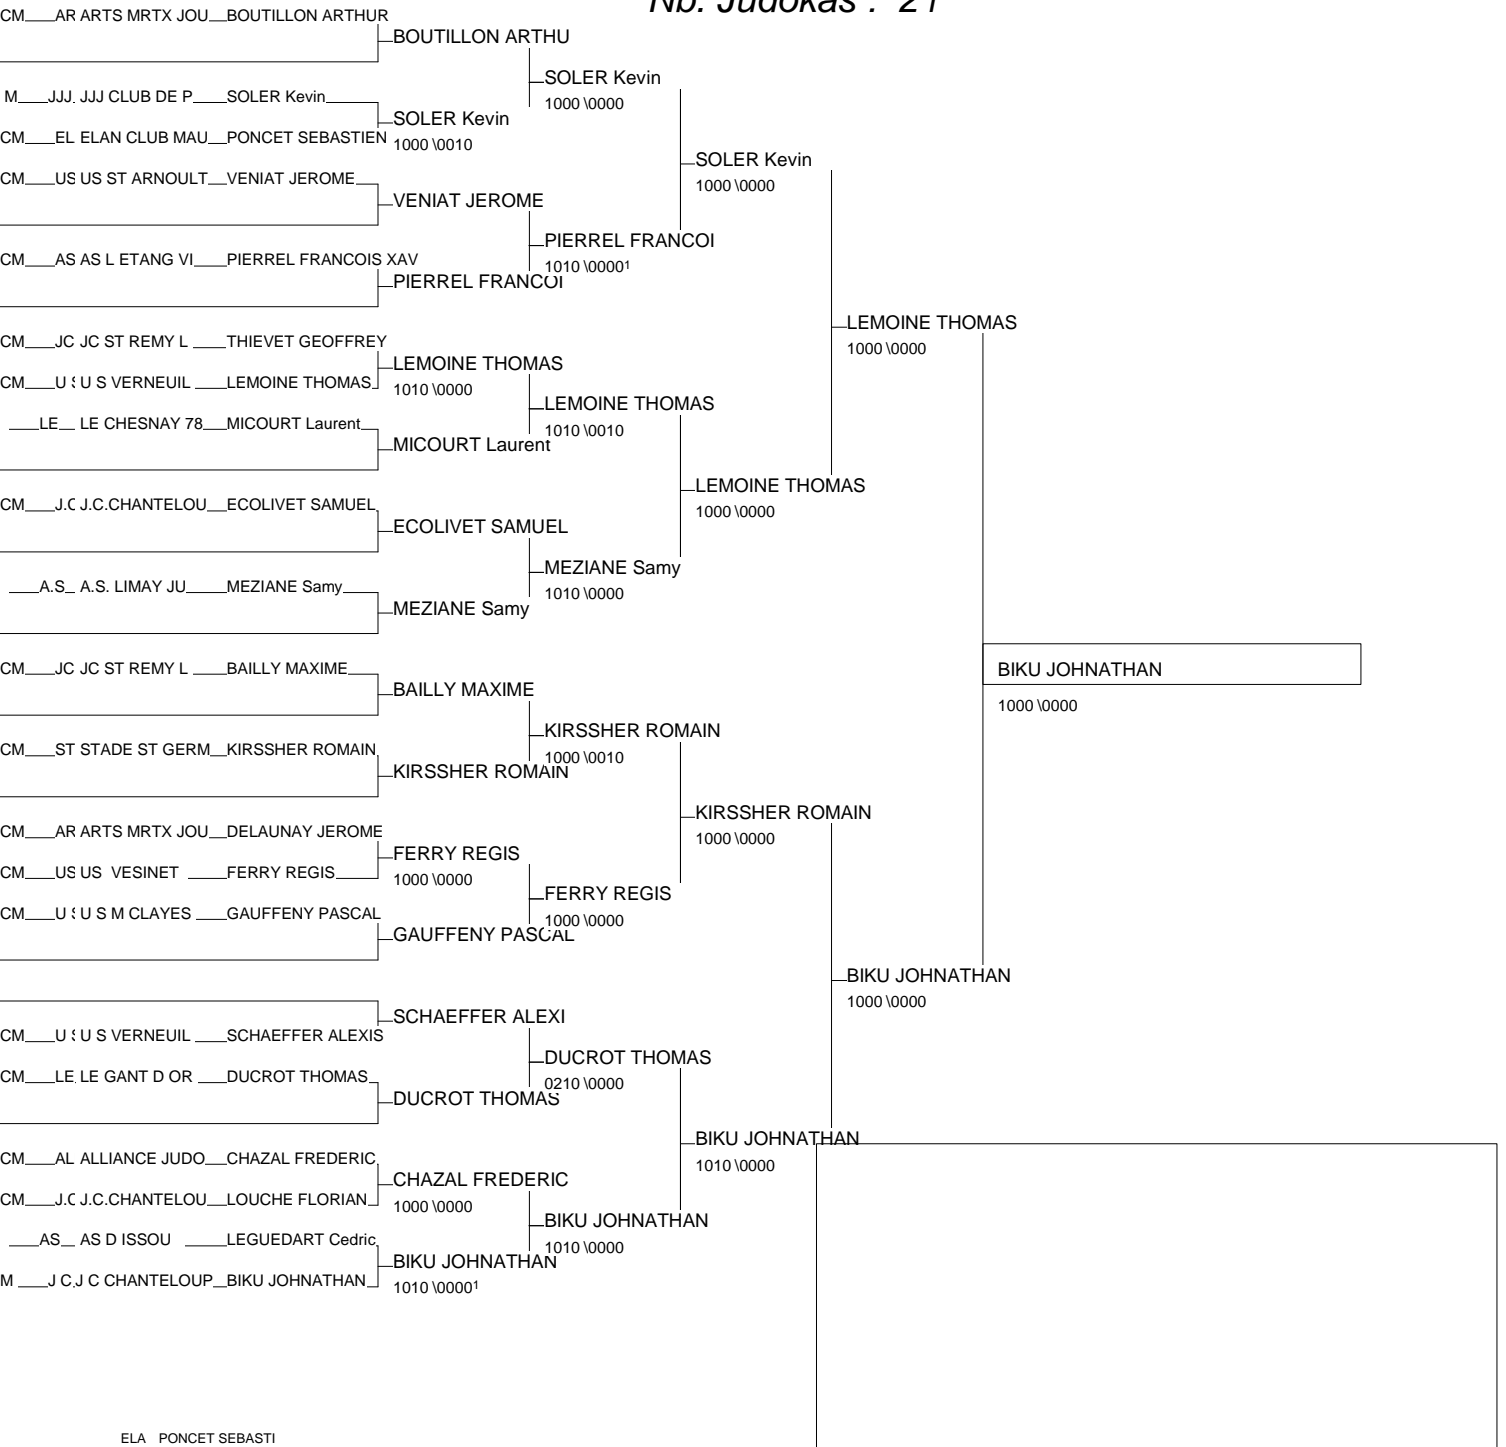 Nb. Judokas : 21
CM AR ARTS MRTX JOU BOUTILLON ARTHUR
BOUTILLON ARTHU
SOLER Kevin
1000 \0000
M JJJ JJJ CLUB DE P SOLER Kevin
SOLER Kevin
1000 \0010
CM EL ELAN CLUB MAU PONCET SEBASTIEN
SOLER Kevin
1000 \0000
CM US US ST ARNOULT VENIAT JEROME
VENIAT JEROME
PIERREL FRANCOI
1010 \0000¹
CM AS AS L ETANG VI PIERREL FRANCOIS XAV
PIERREL FRANCOI
LEMOINE THOMAS
1000 \0000
CM JC JC ST REMY L THIEVET GEOFFREY
LEMOINE THOMAS
1010 \0000
CM U S U S VERNEUIL LEMOINE THOMAS
LEMOINE THOMAS
1010 \0010
LE LE CHESNAY 78 MICOURT Laurent
MICOURT Laurent
LEMOINE THOMAS
1000 \0000
CM J.C J.C.CHANTELOU ECOLIVET SAMUEL
ECOLIVET SAMUEL
MEZIANE Samy
1010 \0000
A.S A.S. LIMAY JU MEZIANE Samy
MEZIANE Samy
BIKU JOHNATHAN
1000 \0000
CM JC JC ST REMY L BAILLY MAXIME
BAILLY MAXIME
KIRSSHER ROMAIN
1000 \0010
CM ST STADE ST GERM KIRSSHER ROMAIN
KIRSSHER ROMAIN
KIRSSHER ROMAIN
1000 \0000
CM AR ARTS MRTX JOU DELAUNAY JEROME
FERRY REGIS
1000 \0000
CM US US VESINET FERRY REGIS
FERRY REGIS
1000 \0000
CM U S U S M CLAYES GAUFFENY PASCAL
GAUFFENY PASCAL
BIKU JOHNATHAN
1000 \0000
SCHAEFFER ALEXI
CM U S U S VERNEUIL SCHAEFFER ALEXIS
DUCROT THOMAS
0210 \0000
CM LE LE GANT D OR DUCROT THOMAS
DUCROT THOMAS
BIKU JOHNATHAN
1010 \0000
CM AL ALLIANCE JUDO CHAZAL FREDERIC
CHAZAL FREDERIC
1000 \0000
CM J.C J.C.CHANTELOU LOUCHE FLORIAN
BIKU JOHNATHAN
1010 \0000
AS AS D ISSOU LEGUEDART Cedric
BIKU JOHNATHAN
1010 \0000¹
M J C J C CHANTELOUP BIKU JOHNATHAN
ELA PONCET SEBASTI